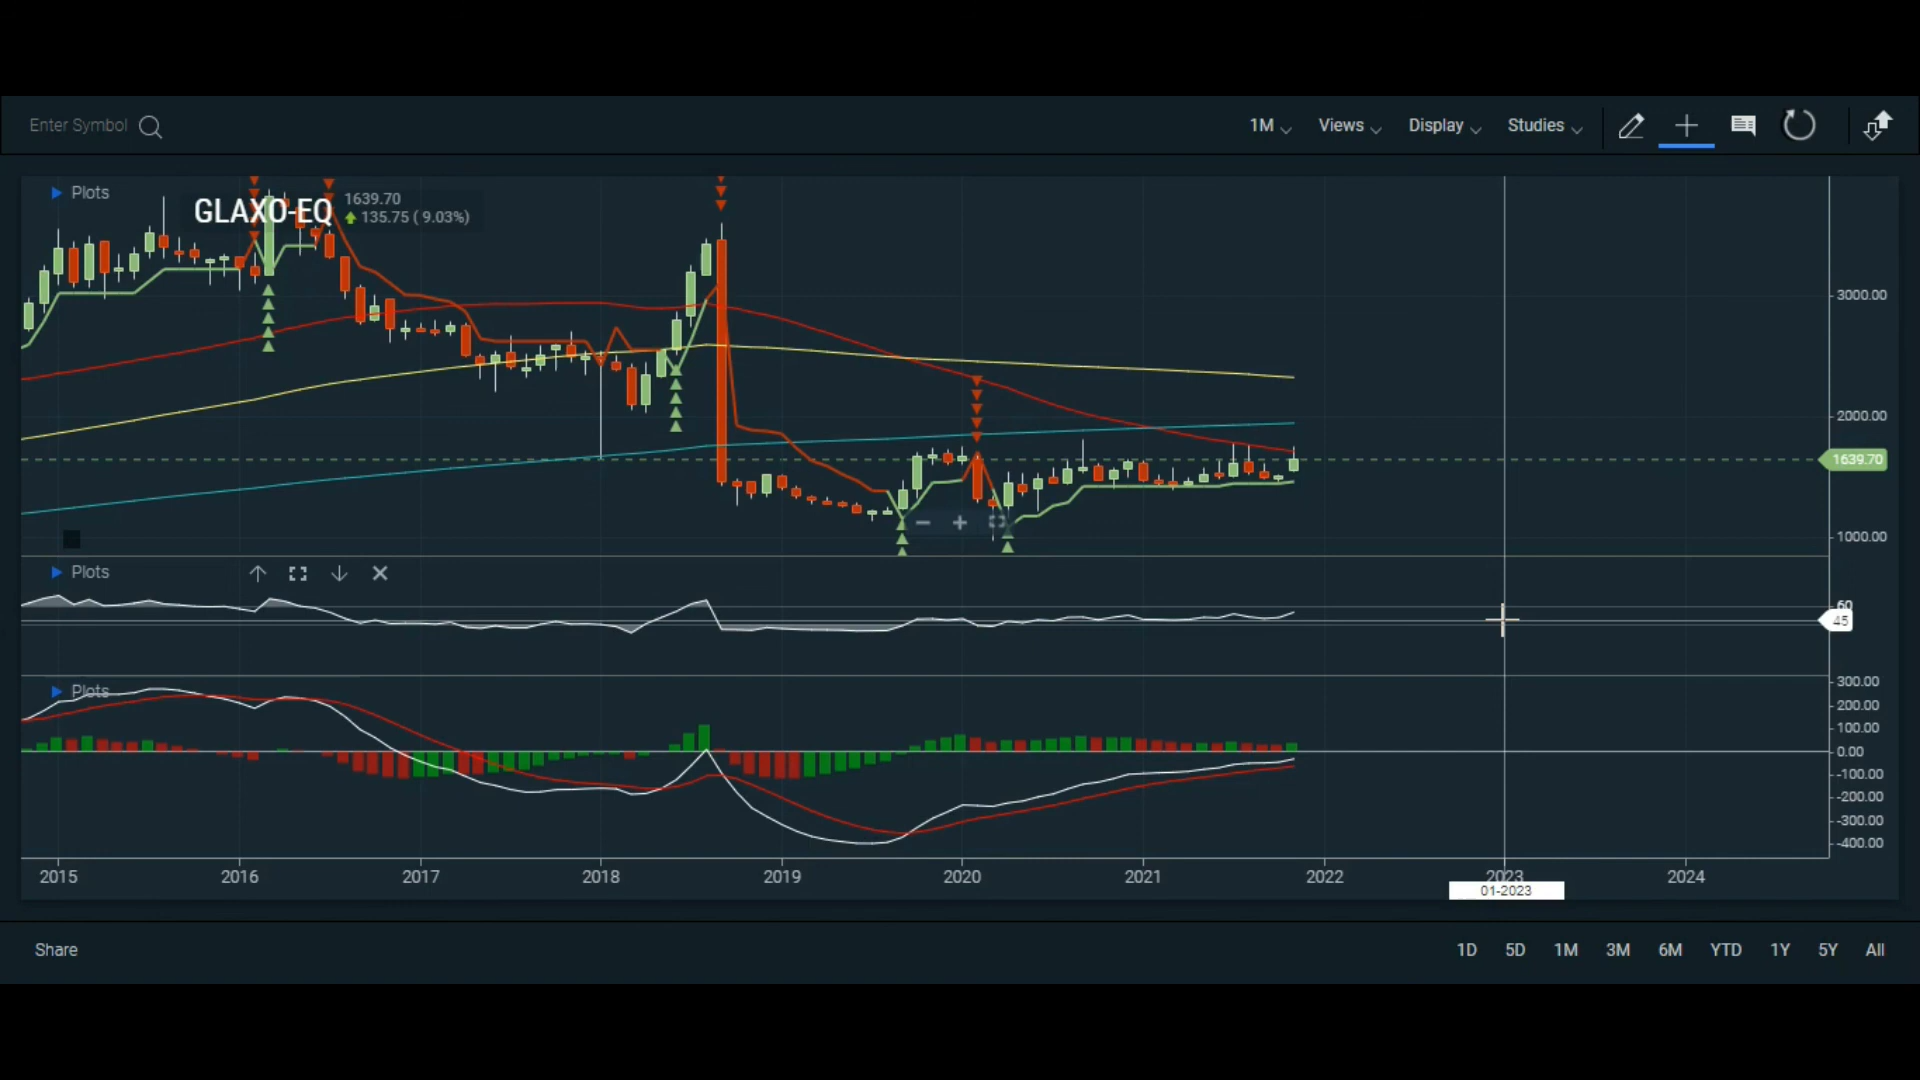 Enter Symbol
1M Views Display Studies
Plots
GLAXO-EQ
1639.70
135.75 ( 9.03%)
3000.00
2000.00
1639.70
1000.00
Plots
60
45
Plots
300.00
200.00
100.00
0.00
-100.00
-200.00
-300.00
-400.00
2015 2016 2017 2018 2019 2020 2021 2022 2023 2024
01-2023
Share
1D 5D 1M 3M 6M YTD 1Y 5Y All